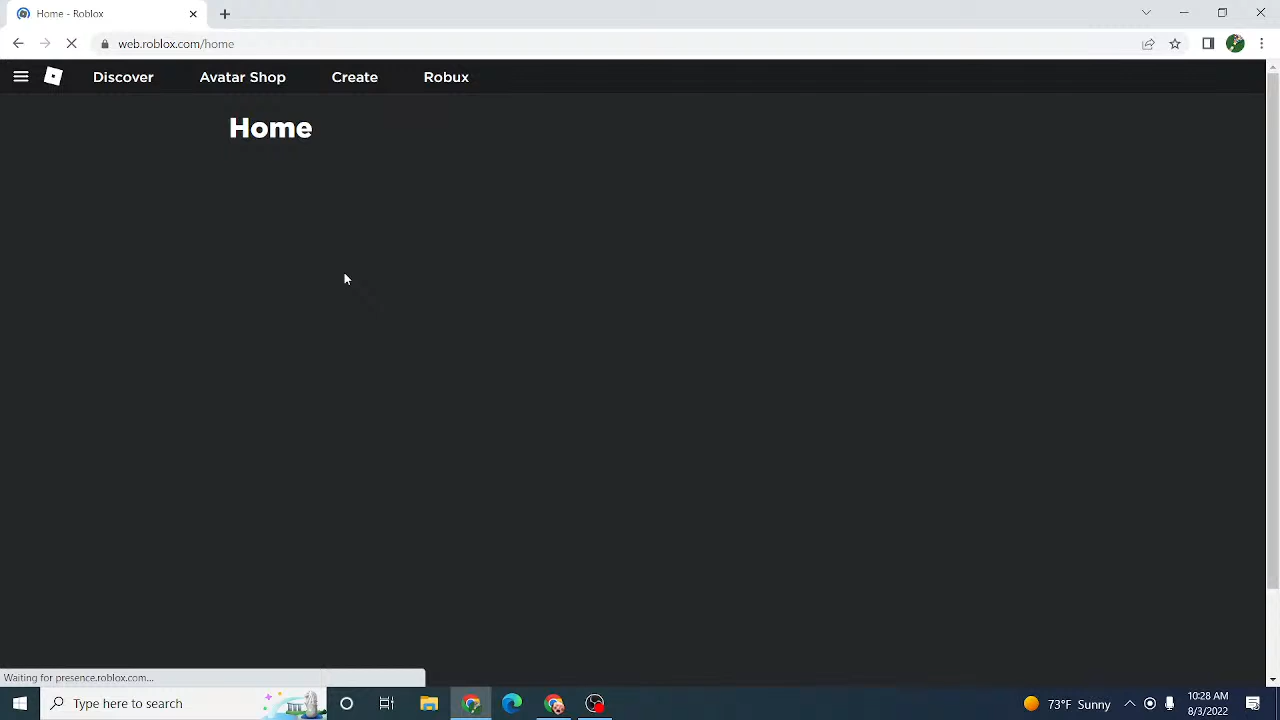 Home - Roblox
web.roblox.com/home
Discover
Avatar Shop
Create
Robux
Home
Waiting for presence.roblox.com...
Type here to search
73°F Sunny
10:28 AM
8/3/2022